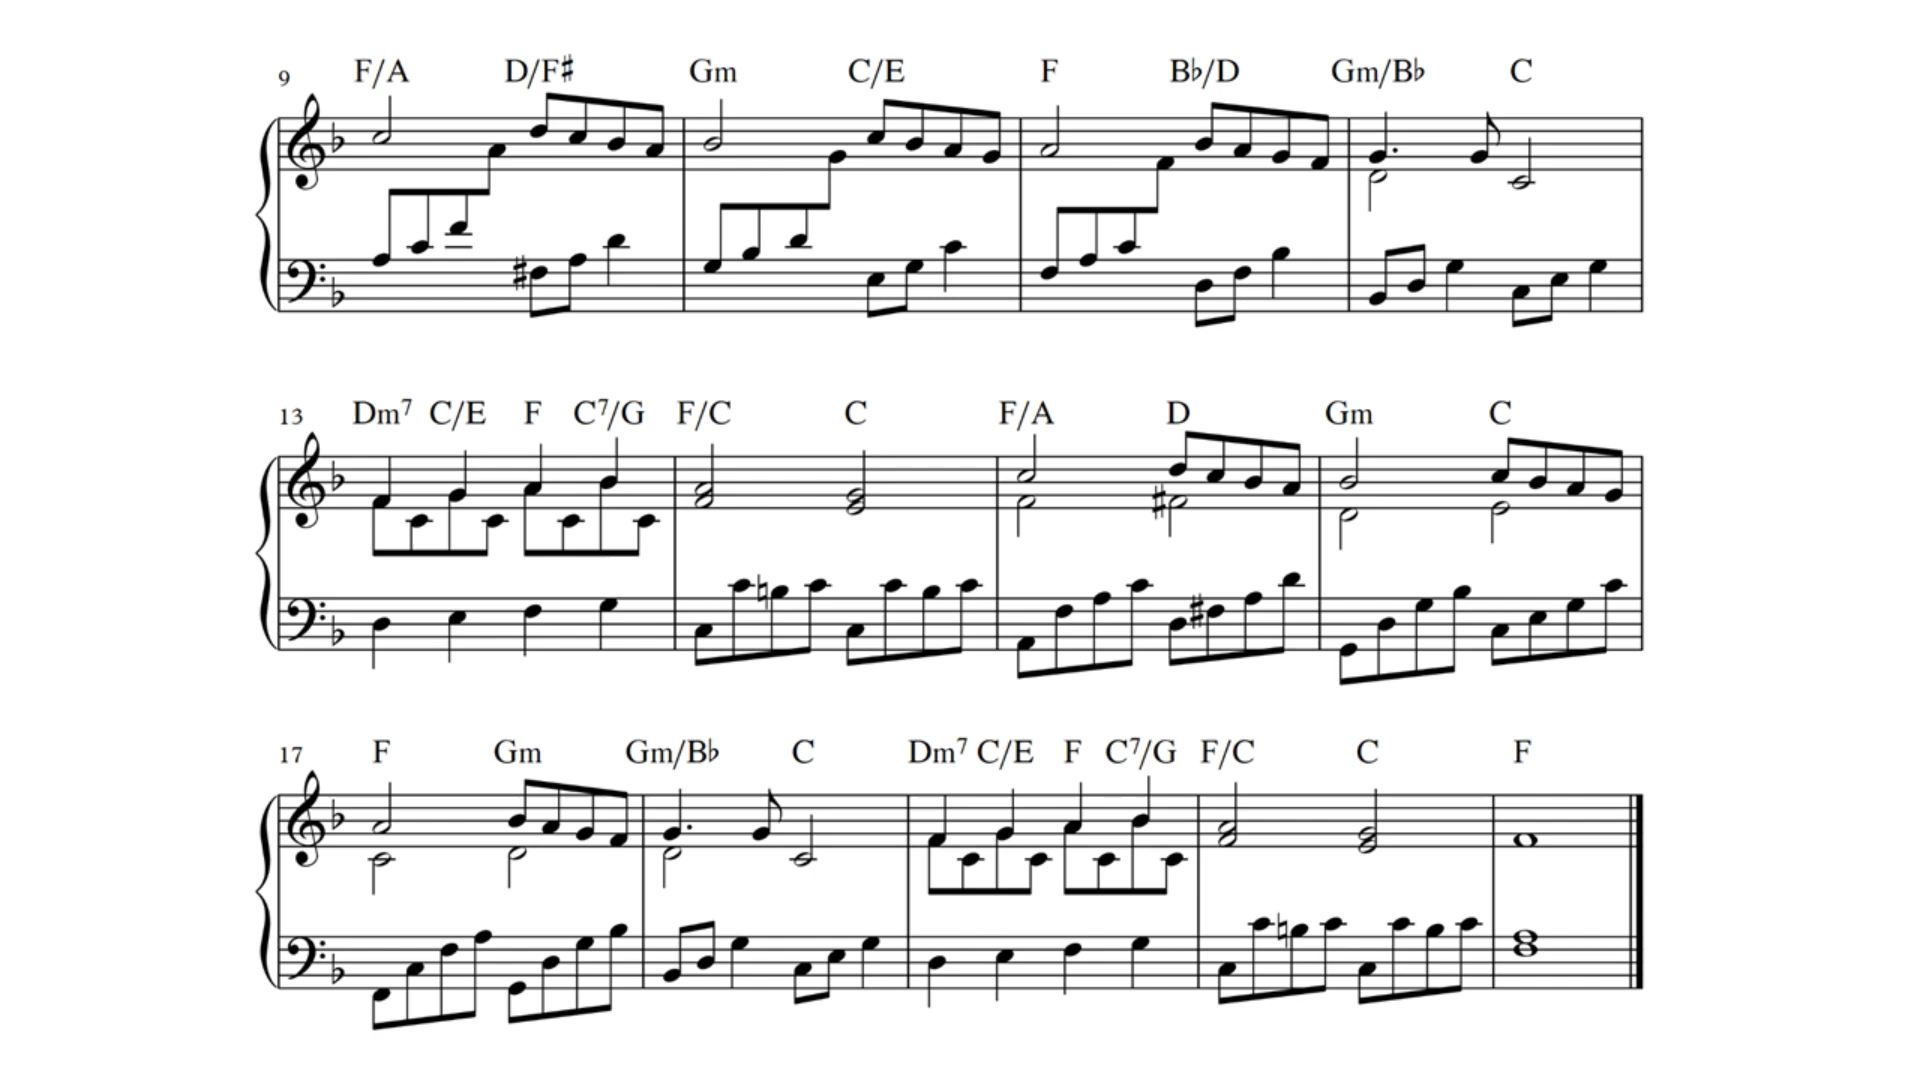 9 F/A D/F♯ Gm C/E F B♭/D Gm/B♭ C
13 Dm7 C/E F C7/G F/C C F/A D Gm C
17 F Gm Gm/B♭ C Dm7 C/E F C7/G F/C C F